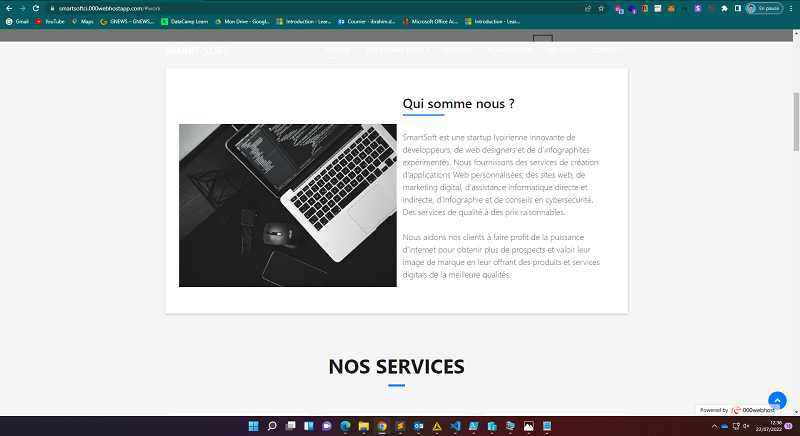 smartsoftci.000webhostapp.com/#work
En pause
Gmail
YouTube
Maps
GNEWS – GNEWS,...
DataCamp Learn
Mon Drive - Googl...
Introduction - Lear...
Courrier - ibrahim.d...
Microsoft Office Ac...
Introduction - Lear...
SMART SOFT
ACCUEIL
QUI SOMME NOUS ?
SERVICES
REALISATIONS
ARTICLES
CONTACT
Qui somme nous ?
SmartSoft est une startup Ivoirienne innovante de
développeurs, de web designers et de d'infographites
expérimentés. Nous fournissons des services de création
d'applications Web personnalisées, des sites web, de
marketing digital, d'assistance informatique directe et
indirecte, d'Infographie et de conseils en cybersecurité.
Des services de qualité à des prix raisonnables.
Nous aidons nos clients à faire profit de la puissance
d'internet pour obtenir plus de prospects et valoir leur
image de marque en leur offrant des produits et services
digitals de la meilleure qualités.
NOS SERVICES
Powered by 000webhost
12:36
22/07/2022